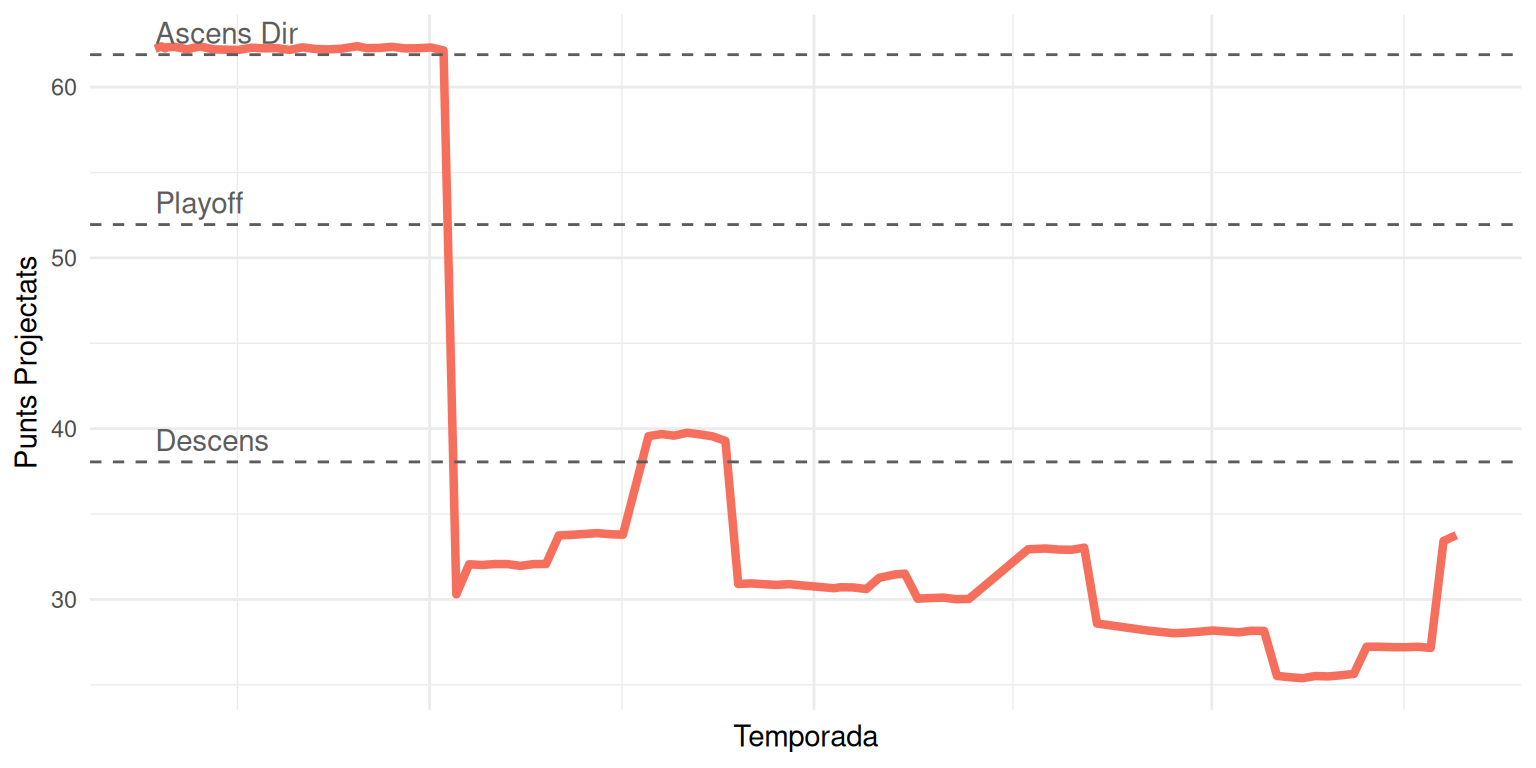 Ascens Dir
60
Playoff
50
Punts Projectats
40
Descens
30
Temporada